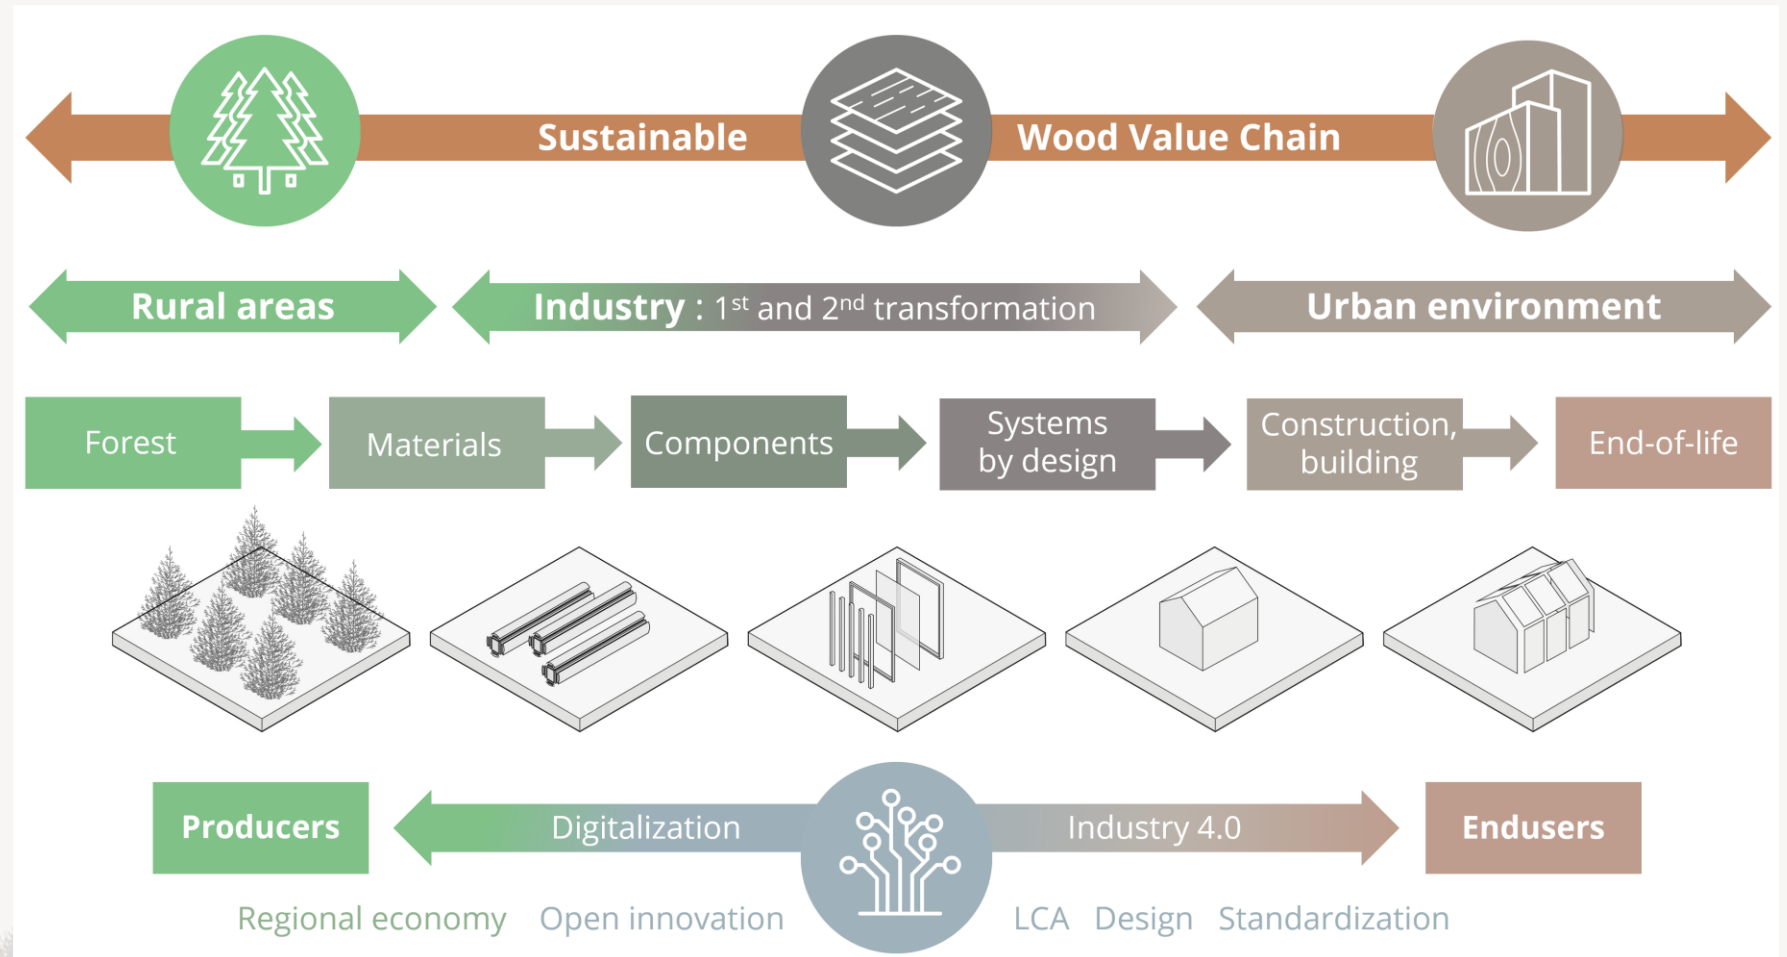 Sustainable Wood Value Chain
Rural areas
Industry : 1st and 2nd transformation
Urban environment
Forest
Materials
Components
Systems
by design
Construction,
building
End-of-life
Producers
Digitalization
Industry 4.0
Endusers
Regional economy
Open innovation
LCA
Design
Standardization